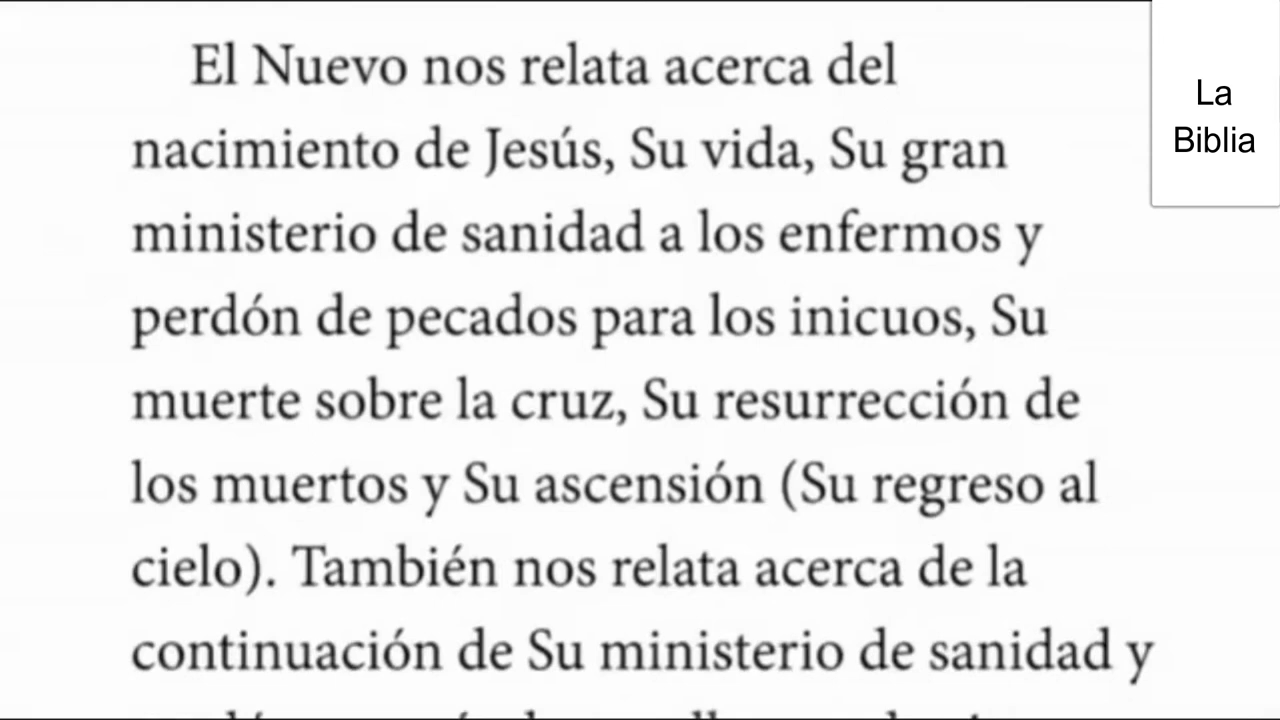 El Nuevo nos relata acerca del
nacimiento de Jesús, Su vida, Su gran
ministerio de sanidad a los enfermos y
perdón de pecados para los inicuos, Su
muerte sobre la cruz, Su resurrección de
los muertos y Su ascensión (Su regreso al
cielo). También nos relata acerca de la
continuación de Su ministerio de sanidad y
La
Biblia